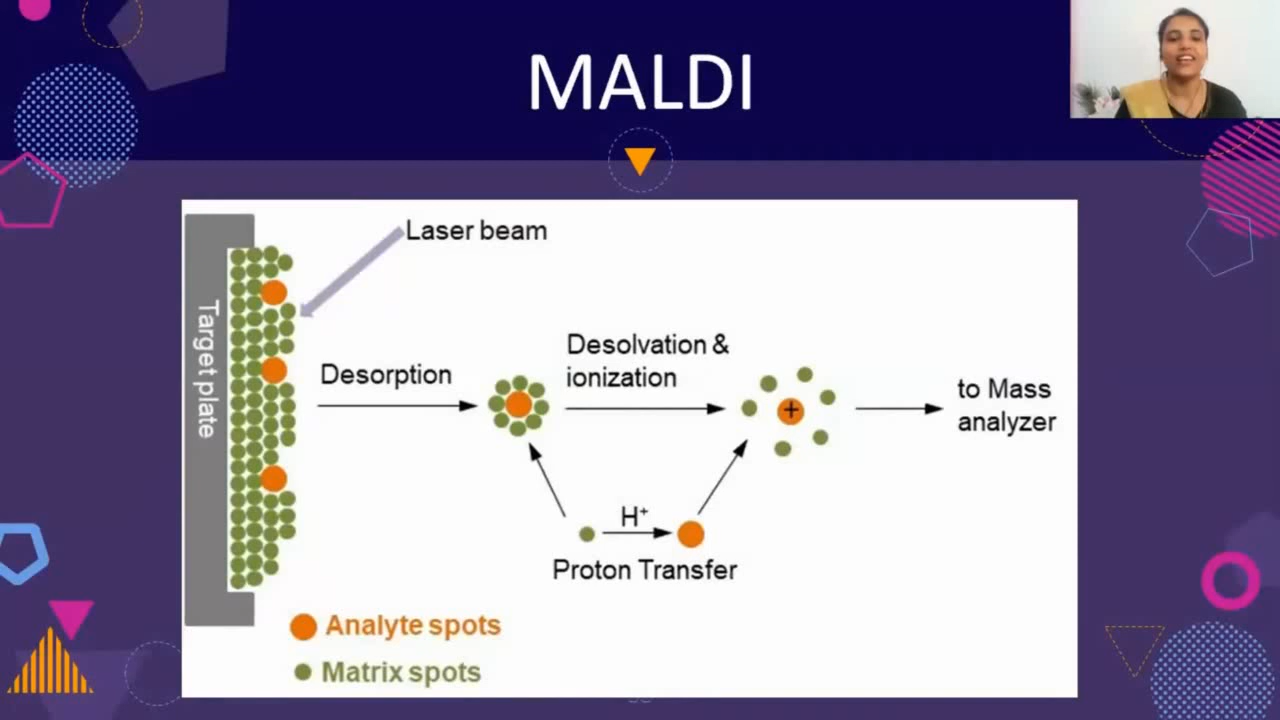 MALDI
Laser beam
Target plate
Desorption
Desolvation &
ionization
+
to Mass
analyzer
H⁺
Proton Transfer
Analyte spots
Matrix spots